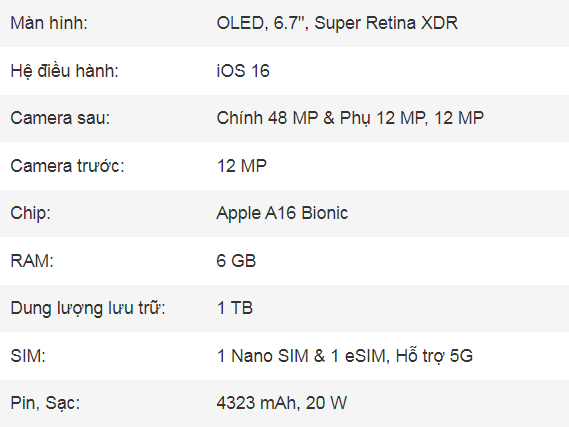 Màn hình: OLED, 6.7", Super Retina XDR
Hệ điều hành: iOS 16
Camera sau: Chính 48 MP & Phụ 12 MP, 12 MP
Camera trước: 12 MP
Chip: Apple A16 Bionic
RAM: 6 GB
Dung lượng lưu trữ: 1 TB
SIM: 1 Nano SIM & 1 eSIM, Hỗ trợ 5G
Pin, Sạc: 4323 mAh, 20 W